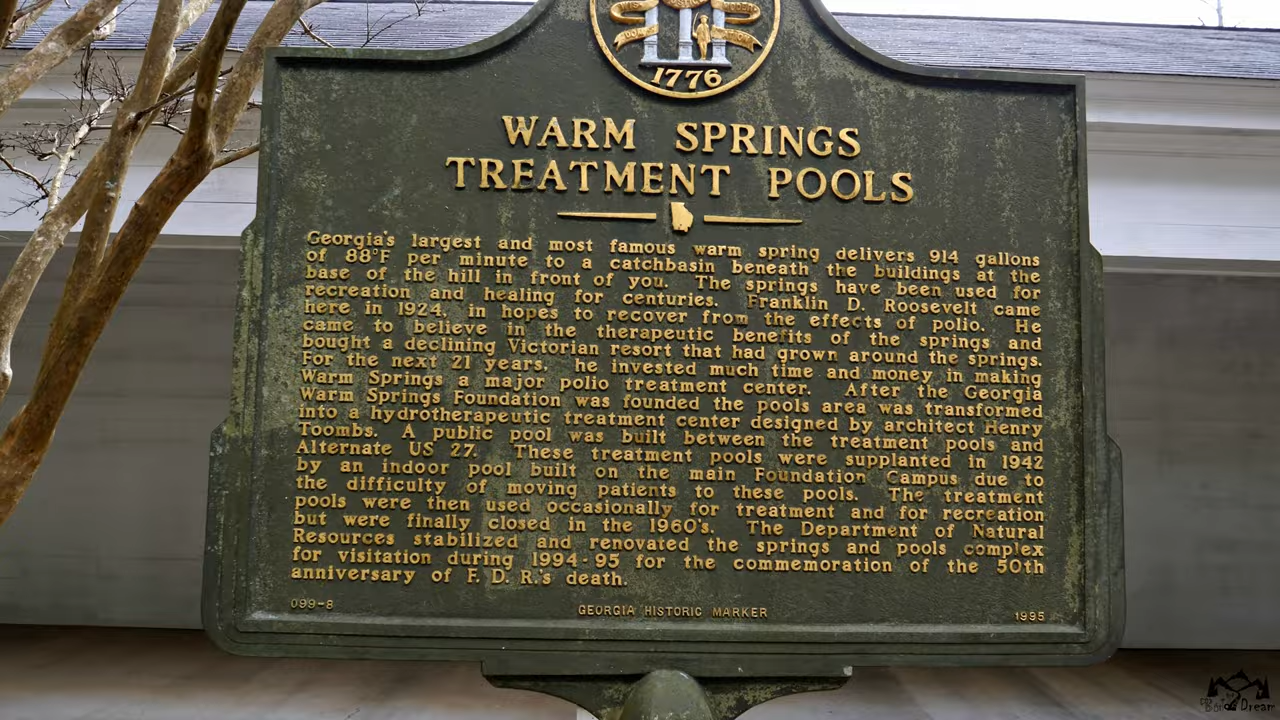 1776
WARM SPRINGS
TREATMENT POOLS
Georgia's largest and most famous warm spring delivers 914 gallons
of 88°F per minute to a catchbasin beneath the buildings at the
base of the hill in front of you. The springs have been used for
recreation and healing for centuries. Franklin D. Roosevelt came
here in 1924, in hopes to recover from the effects of polio. He
came to believe in the therapeutic benefits of the springs and
bought a declining Victorian resort that had grown around the springs.
For the next 21 years, he invested much time and money in making
Warm Springs a major polio treatment center. After the Georgia
Warm Springs Foundation was founded the pools area was transformed
into a hydrotherapeutic treatment center designed by architect Henry
Toombs. A public pool was built between the treatment pools and
Alternate US 27. These treatment pools were supplanted in 1942
by an indoor pool built on the main Foundation Campus due to
the difficulty of moving patients to these pools. The treatment
pools were then used occasionally for treatment and for recreation
but were finally closed in the 1960's. The Department of Natural
Resources stabilized and renovated the springs and pools complex
for visitation during 1994-95 for the commemoration of the 50th
anniversary of F. D. R.'s death.
099-8 GEORGIA HISTORIC MARKER 1995